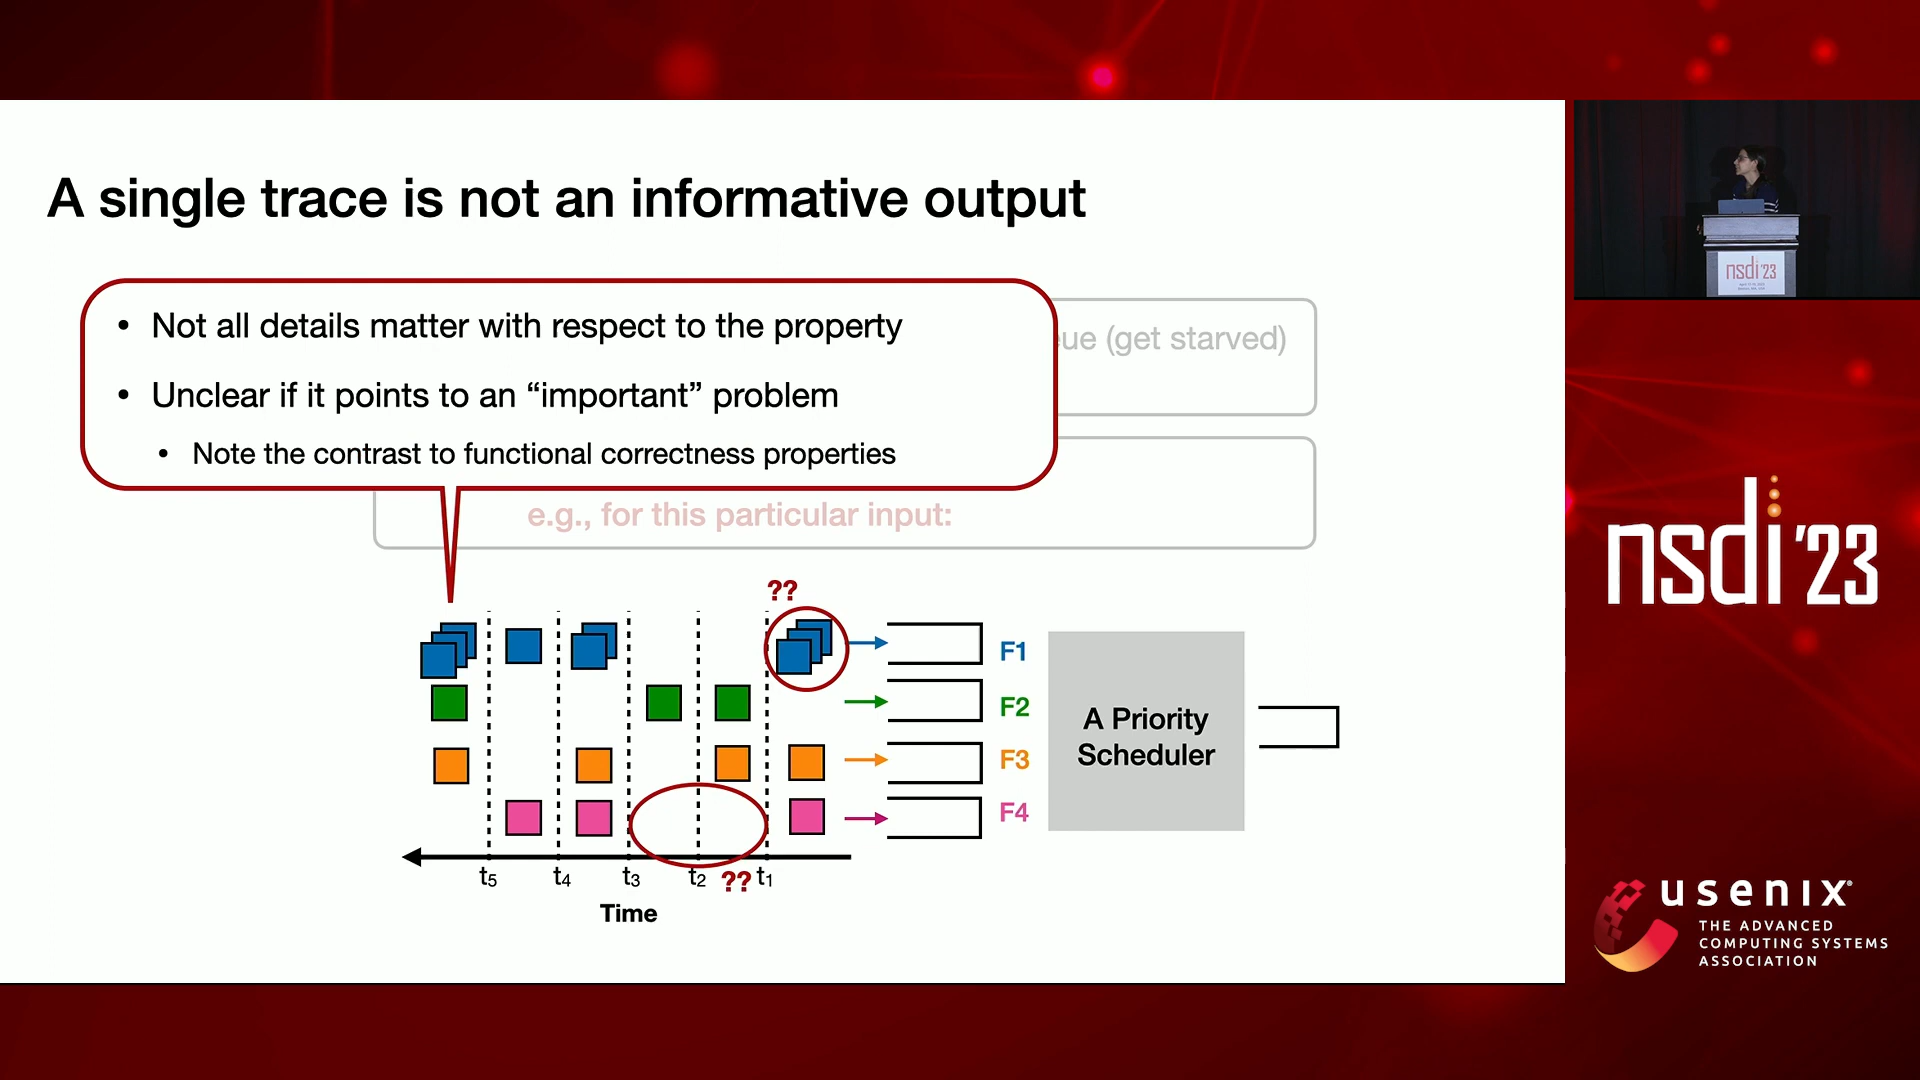 A single trace is not an informative output
• Not all details matter with respect to the property
• Unclear if it points to an “important” problem
• Note the contrast to functional correctness properties
(get starved)
e.g., for this particular input:
??
F1
F2
F3
F4
A Priority
Scheduler
t5
t4
t3
t2
??
t1
Time
nsdi'23
nsdi'23
usenix
THE ADVANCED
COMPUTING SYSTEMS
ASSOCIATION